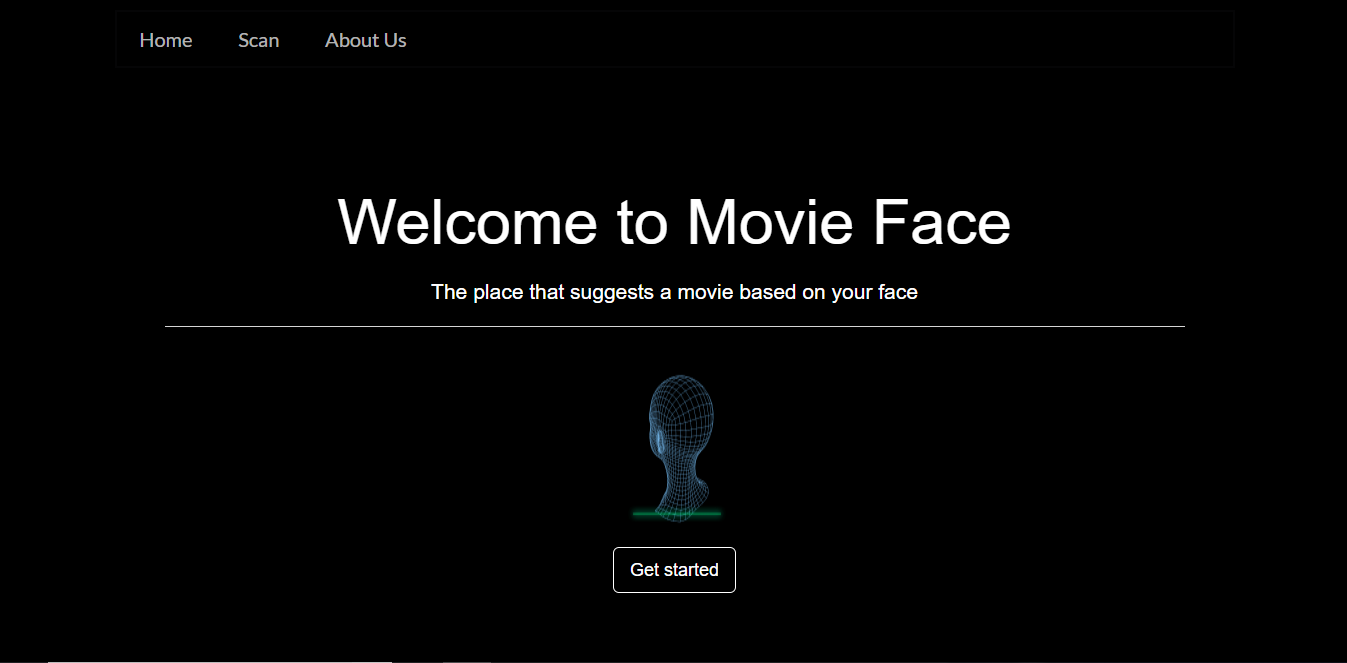 Home Scan About Us
Welcome to Movie Face
The place that suggests a movie based on your face
Get started